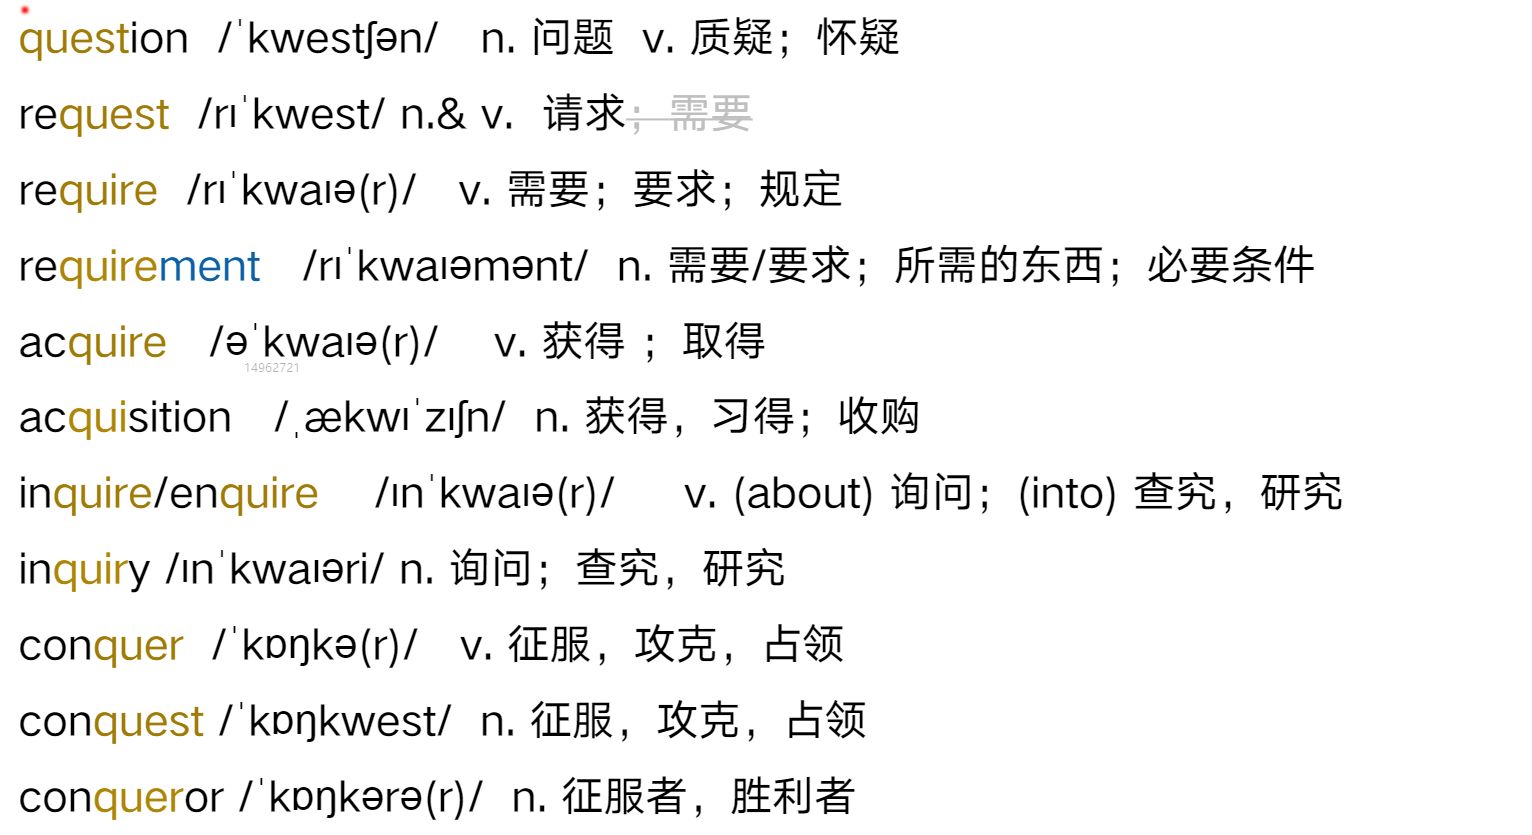 question /ˈkwestʃən/ n. 问题 v. 质疑；怀疑
request /rɪˈkwest/ n.& v. 请求；需要
require /rɪˈkwaɪə(r)/ v. 需要；要求；规定
requirement /rɪˈkwaɪəmənt/ n. 需要/要求；所需的东西；必要条件
acquire /əˈkwaɪə(r)/ v. 获得 ；取得
14962721
acquisition /ˌækwɪˈzɪʃn/ n. 获得，习得；收购
inquire/enquire /ɪnˈkwaɪə(r)/ v. (about) 询问；(into) 查究，研究
inquiry /ɪnˈkwaɪəri/ n. 询问；查究，研究
conquer /ˈkɒŋkə(r)/ v. 征服，攻克，占领
conquest /ˈkɒŋkwest/ n. 征服，攻克，占领
conqueror /ˈkɒŋkərə(r)/ n. 征服者，胜利者